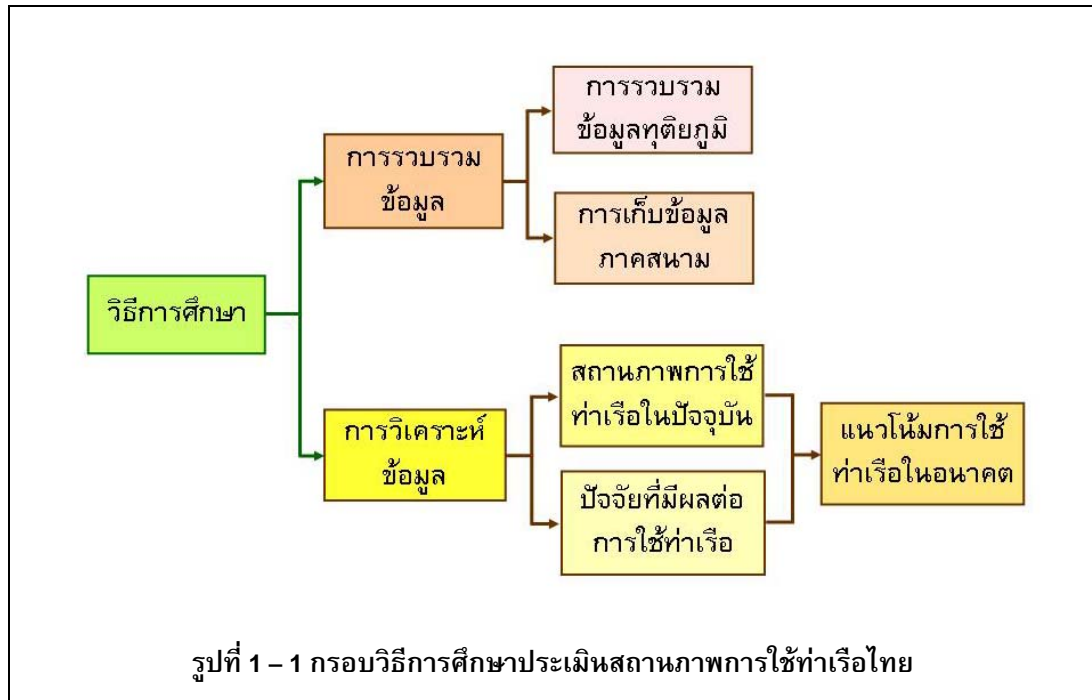 การรวบรวม
ข้อมูลทุติยภูมิ
การรวบรวม
ข้อมูล
การเก็บข้อมูล
ภาคสนาม
วิธีการศึกษา
สถานภาพการใช้
ท่าเรือในปัจจุบัน
การวิเคราะห์
ข้อมูล
แนวโน้มการใช้
ท่าเรือในอนาคต
ปัจจัยที่มีผลต่อ
การใช้ท่าเรือ
รูปที่ 1 – 1 กรอบวิธีการศึกษาประเมินสถานภาพการใช้ท่าเรือไทย